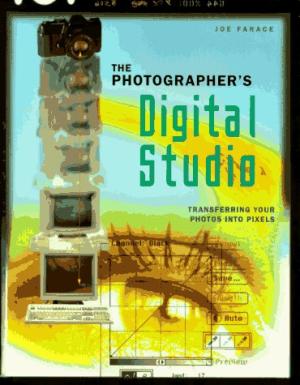 JOE FARACE
THE
PHOTOGRAPHER'S
Digital
Studio
TRANSFERRING YOUR
PHOTOS INTO PIXELS
Channel: Black
Save...
Auto
Preview